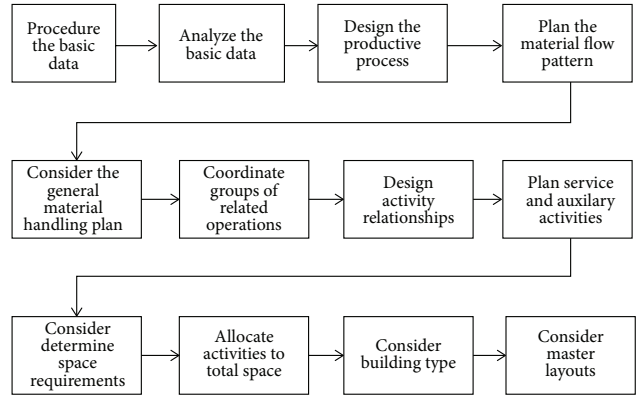 Procedure
the basic
data
Analyze the
basic data
Design the
productive
process
Plan the
material flow
pattern
Consider the
general
material
handling plan
Coordinate
groups of
related
operations
Design
activity
relationships
Plan service
and auxilary
activities
Consider
determine
space
requirements
Allocate
activities to
total space
Consider
building type
Consider
master
layouts